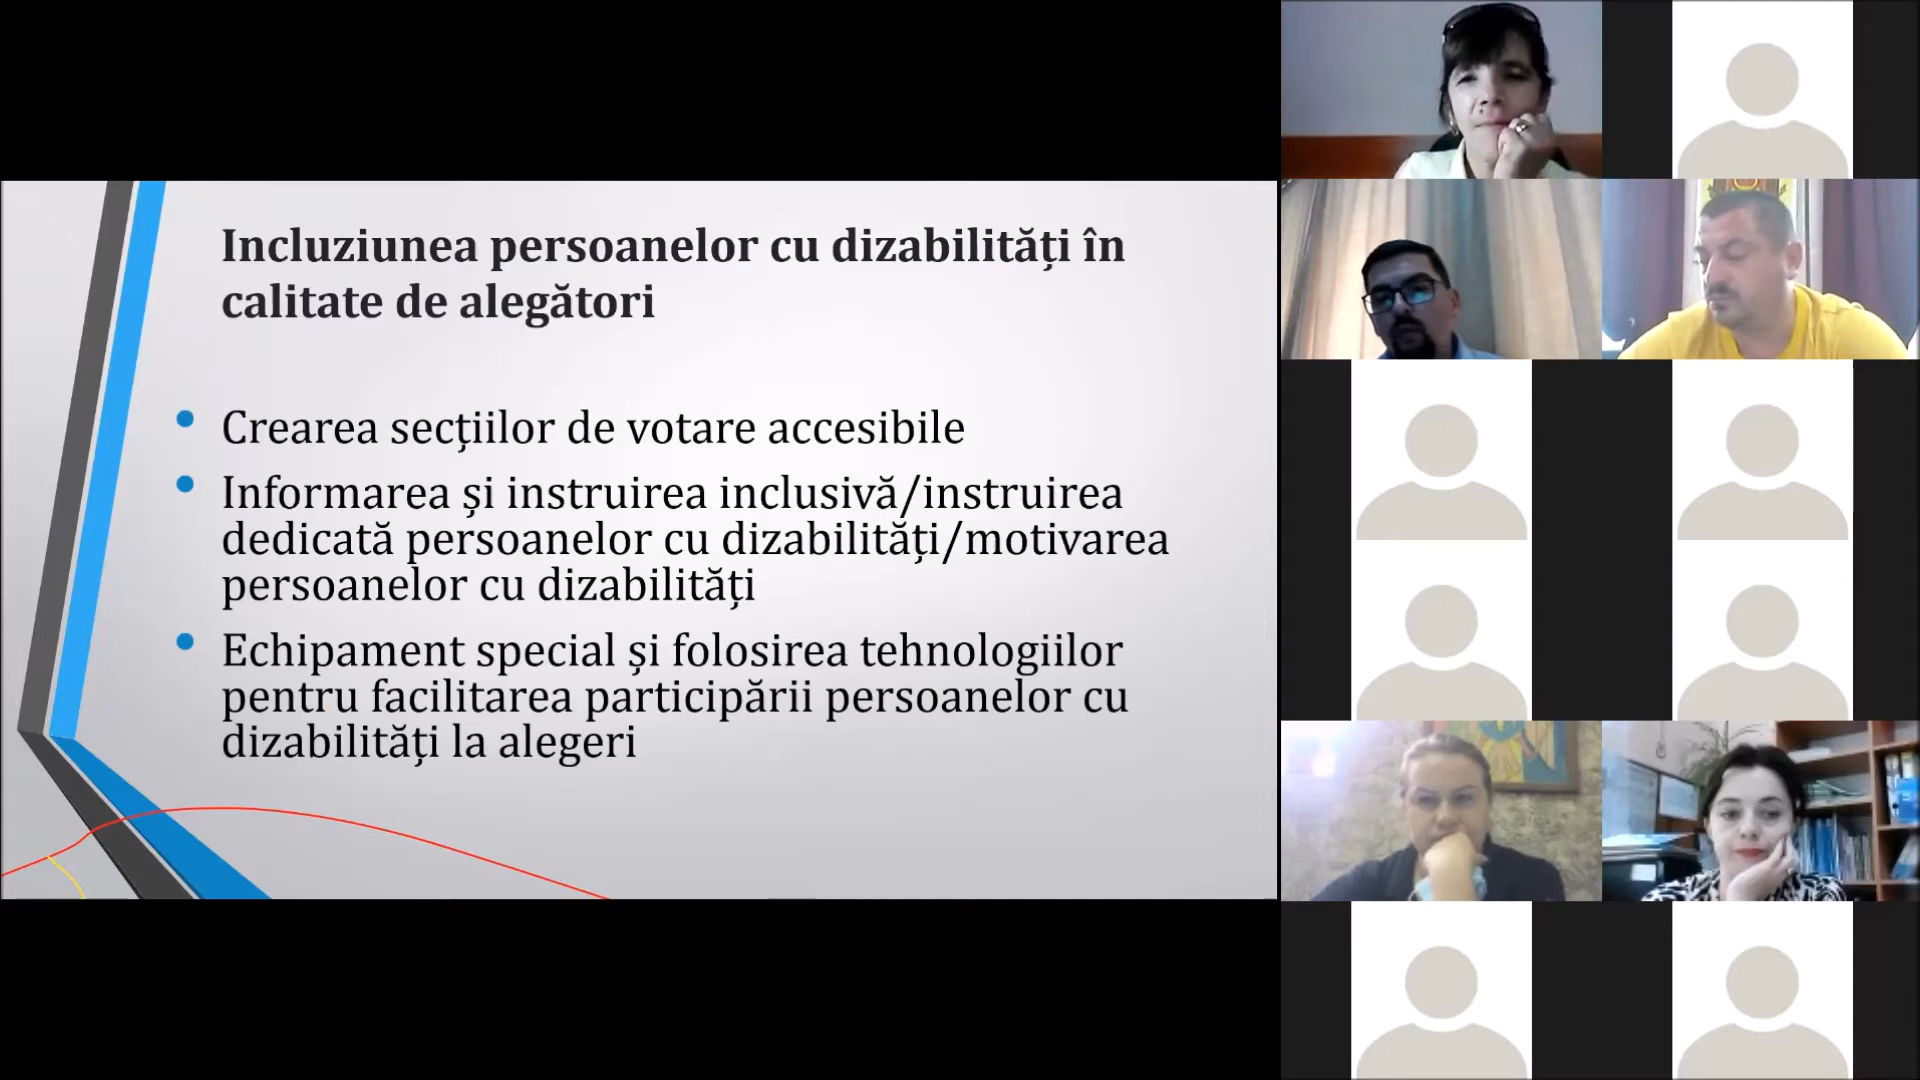 Incluziunea persoanelor cu dizabilități în
calitate de alegători
• Crearea secțiilor de votare accesibile
• Informarea și instruirea inclusivă/instruirea
dedicată persoanelor cu dizabilități/motivarea
persoanelor cu dizabilități
• Echipament special și folosirea tehnologiilor
pentru facilitarea participării persoanelor cu
dizabilități la alegeri